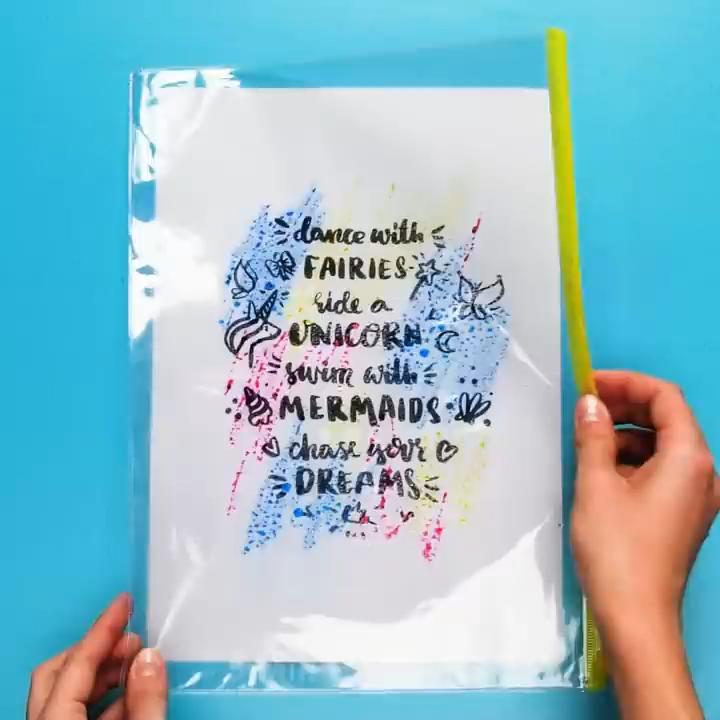 dance with
FAIRIES
ride a
UNICORN
swim with
MERMAIDS
chase your
DREAMS